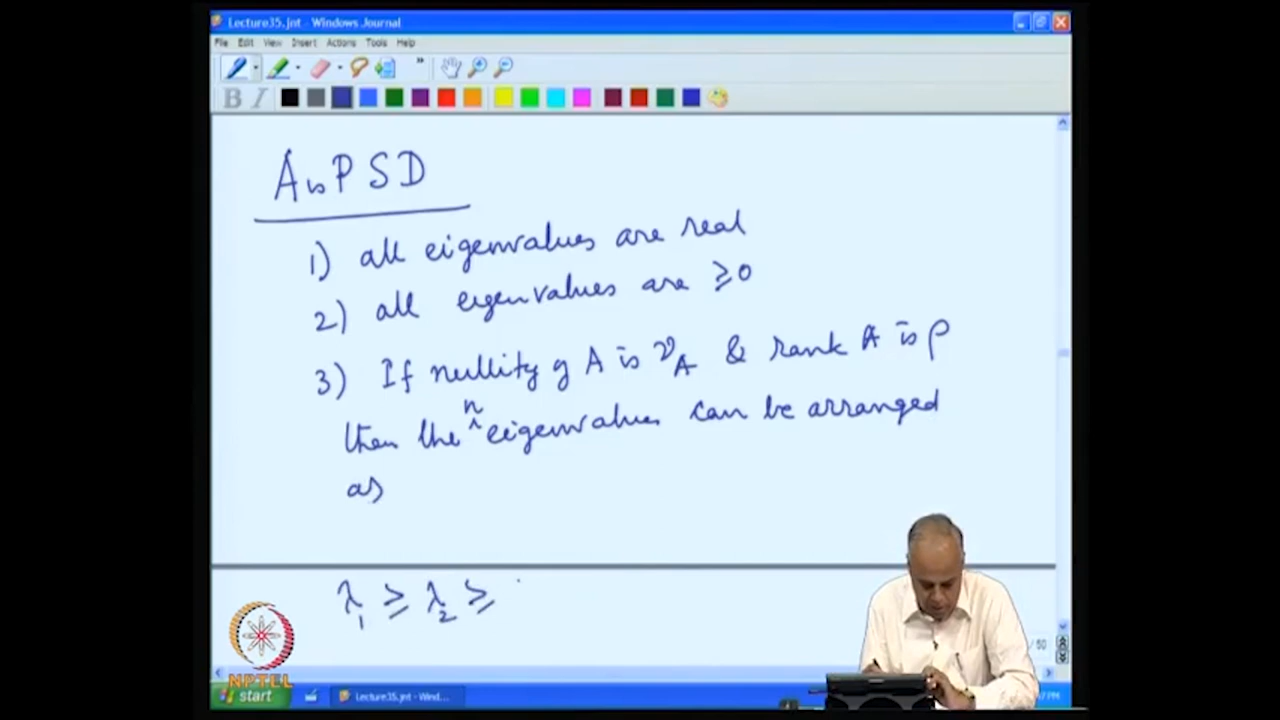 Lecture35.jnt - Windows Journal
File Edit View Insert Actions Tools Help
B I
A is PSD
1) all eigenvalues are real
2) all eigenvalues are ≥0
3) If nullity of A is ν_A & rank A is ρ
then the n eigenvalues can be arranged
as
λ_1 ≥ λ_2 ≥
NPTEL
start Lecture35.jnt - Wind...